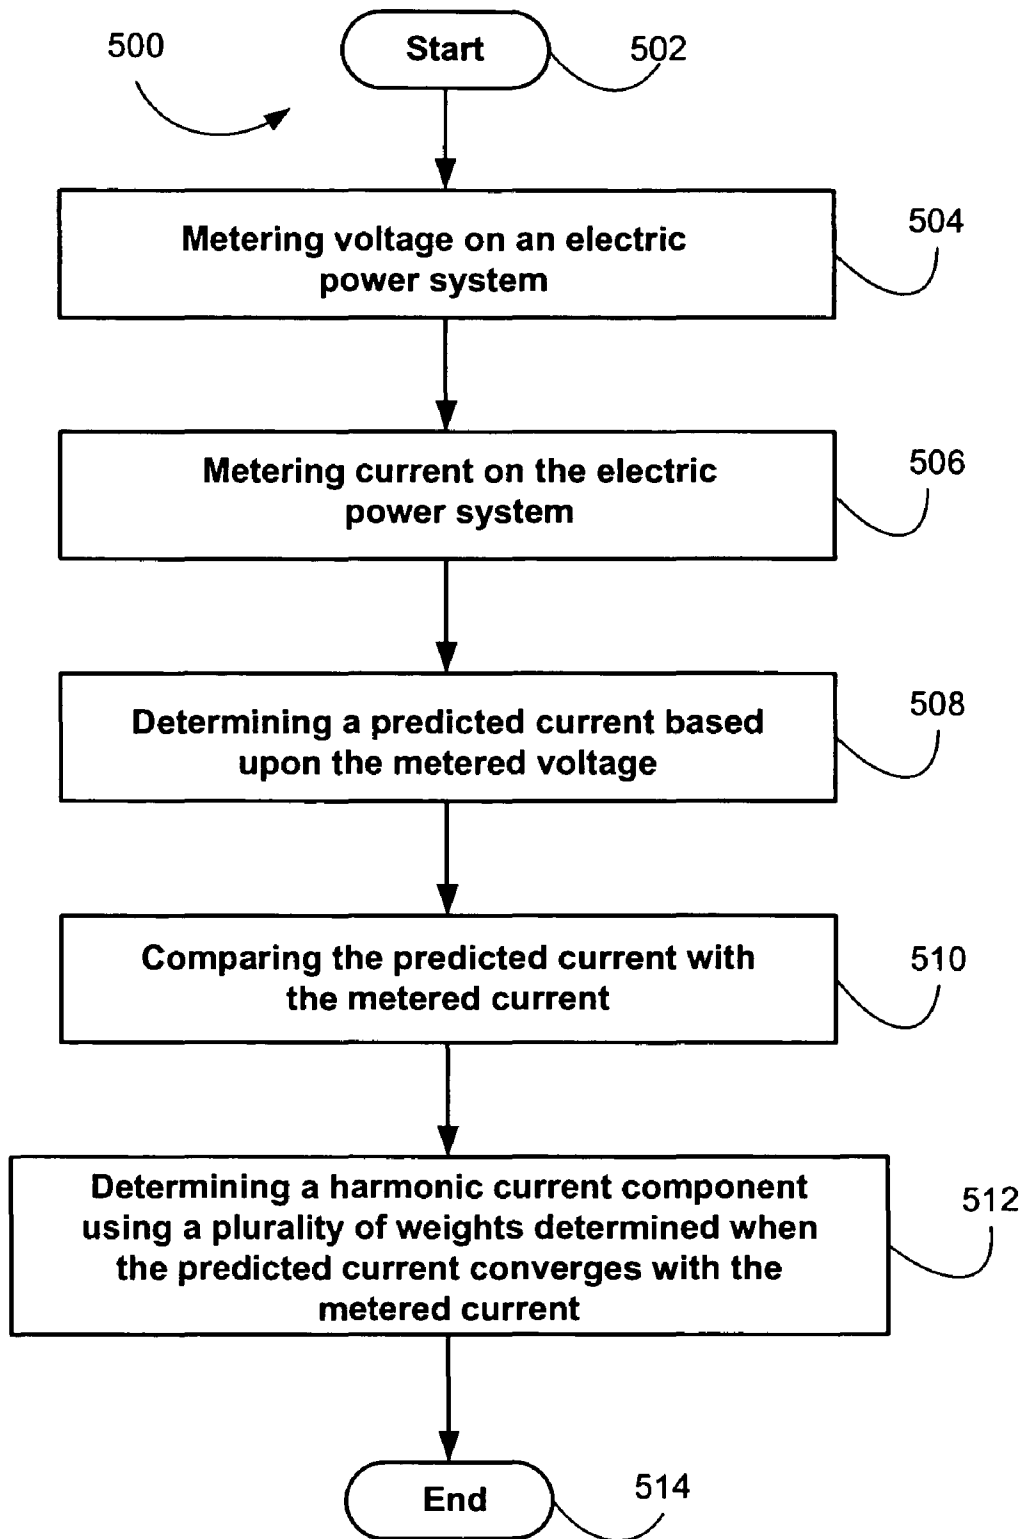 500
Start
502
Metering voltage on an electric
power system
504
Metering current on the electric
power system
506
Determining a predicted current based
upon the metered voltage
508
Comparing the predicted current with
the metered current
510
Determining a harmonic current component
using a plurality of weights determined when
the predicted current converges with the
metered current
512
End
514